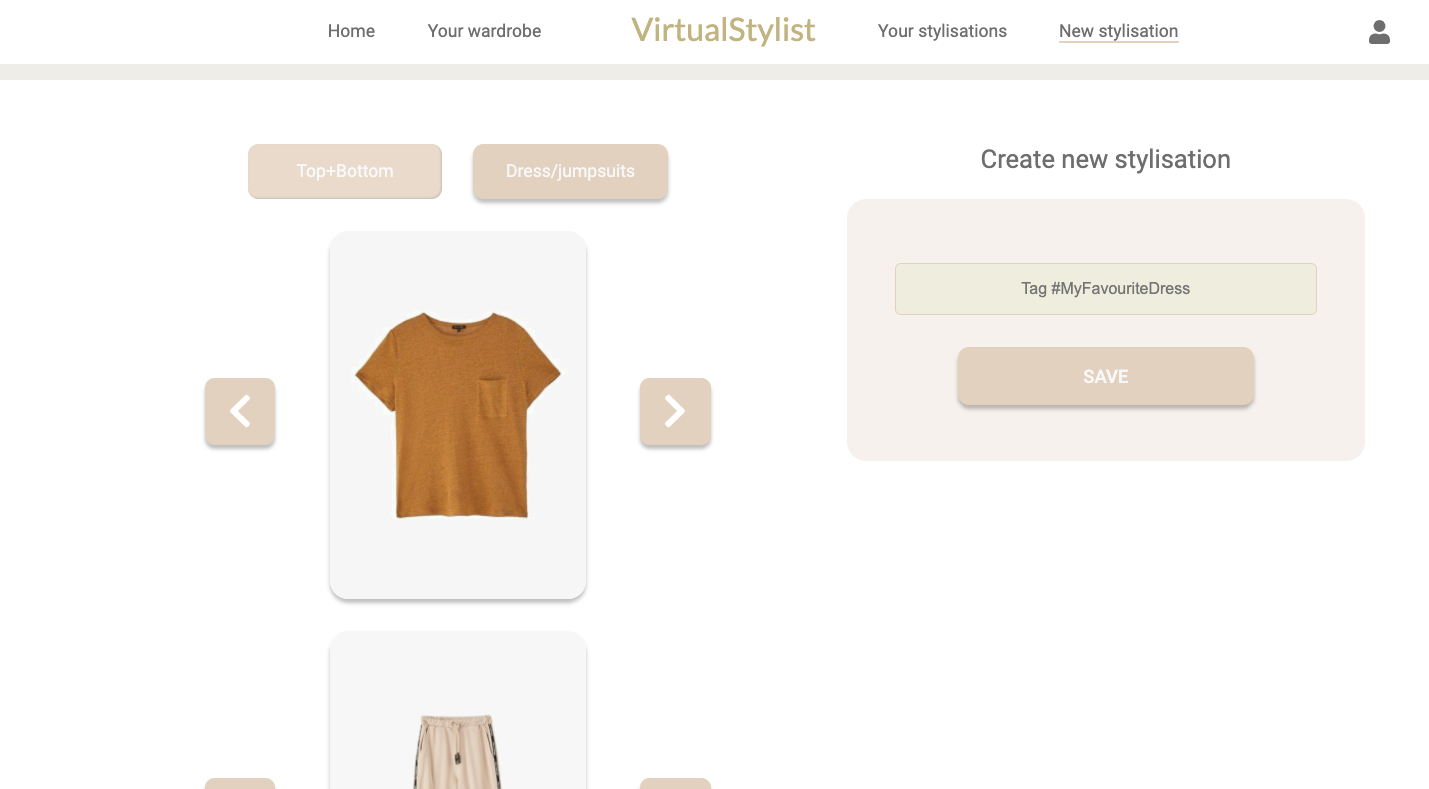 Home
Your wardrobe
VirtualStylist
Your stylisations
New stylisation
Top+Bottom
Dress/jumpsuits
Create new stylisation
Tag #MyFavouriteDress
SAVE